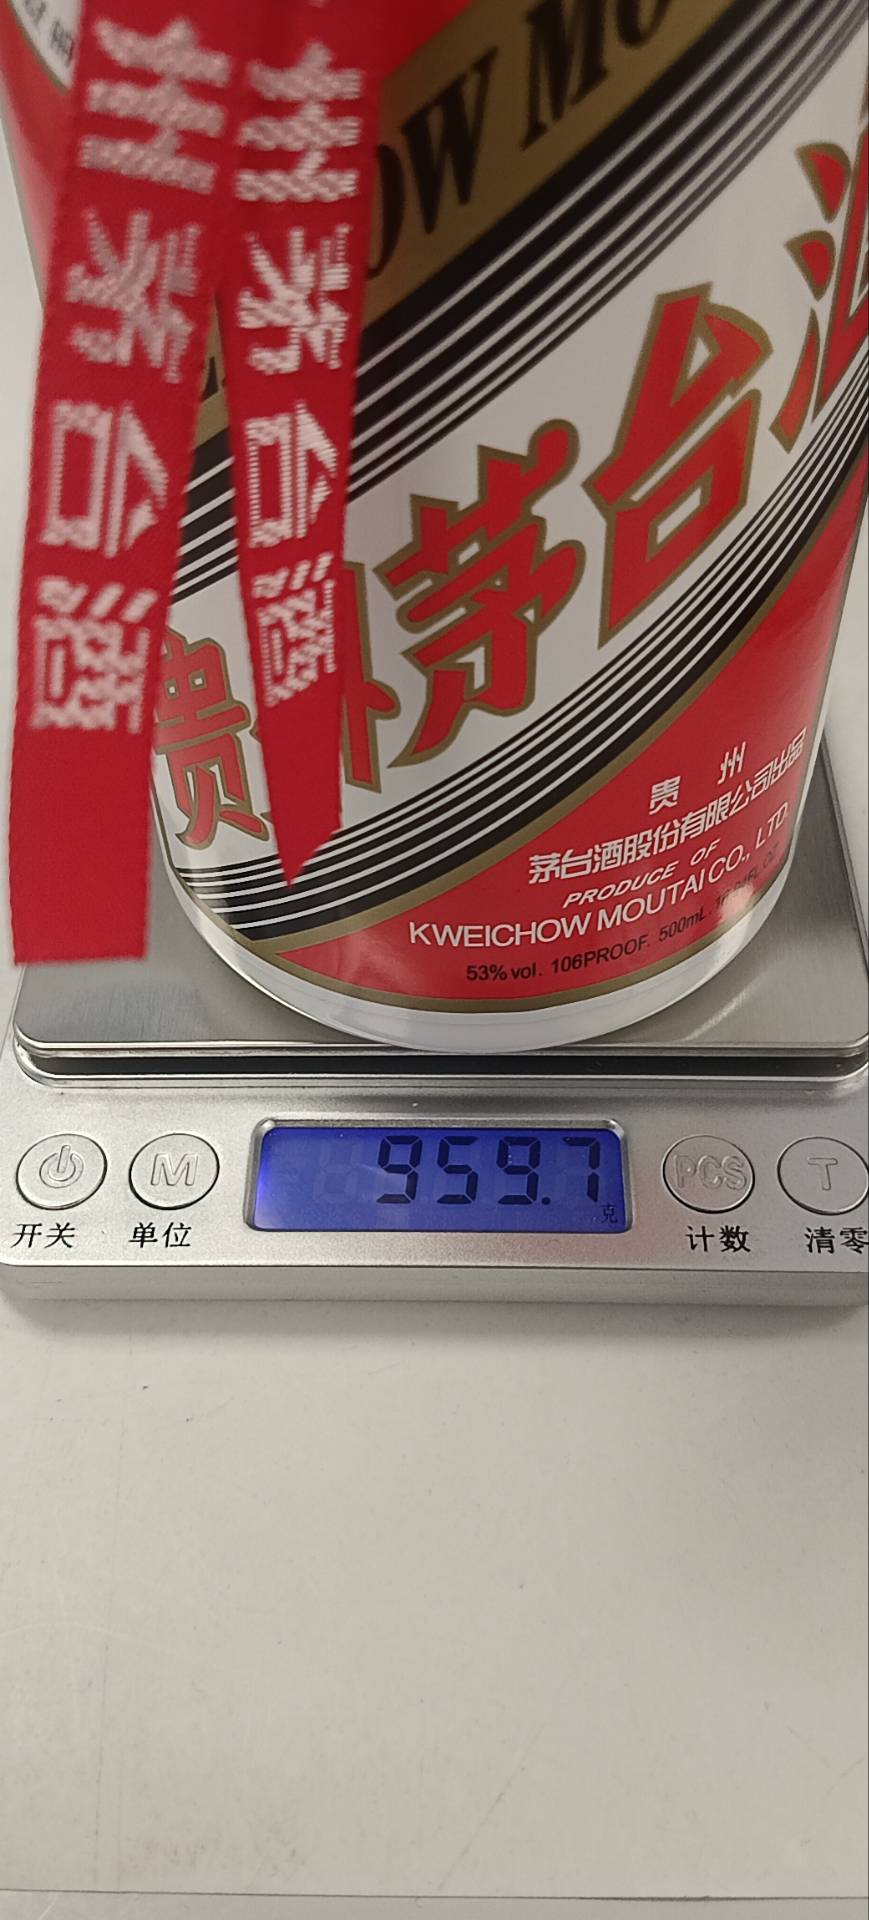 州茅台酒
州茅台酒
OW MO
贵州茅台酒
贵 州
茅台酒股份有限公司出品
PRODUCE OF
KWEICHOW MOUTAI CO., LTD.
53% vol. 106PROOF. 500mL.
959.7
克
M
PCS
T
开关
单位
计数
清零